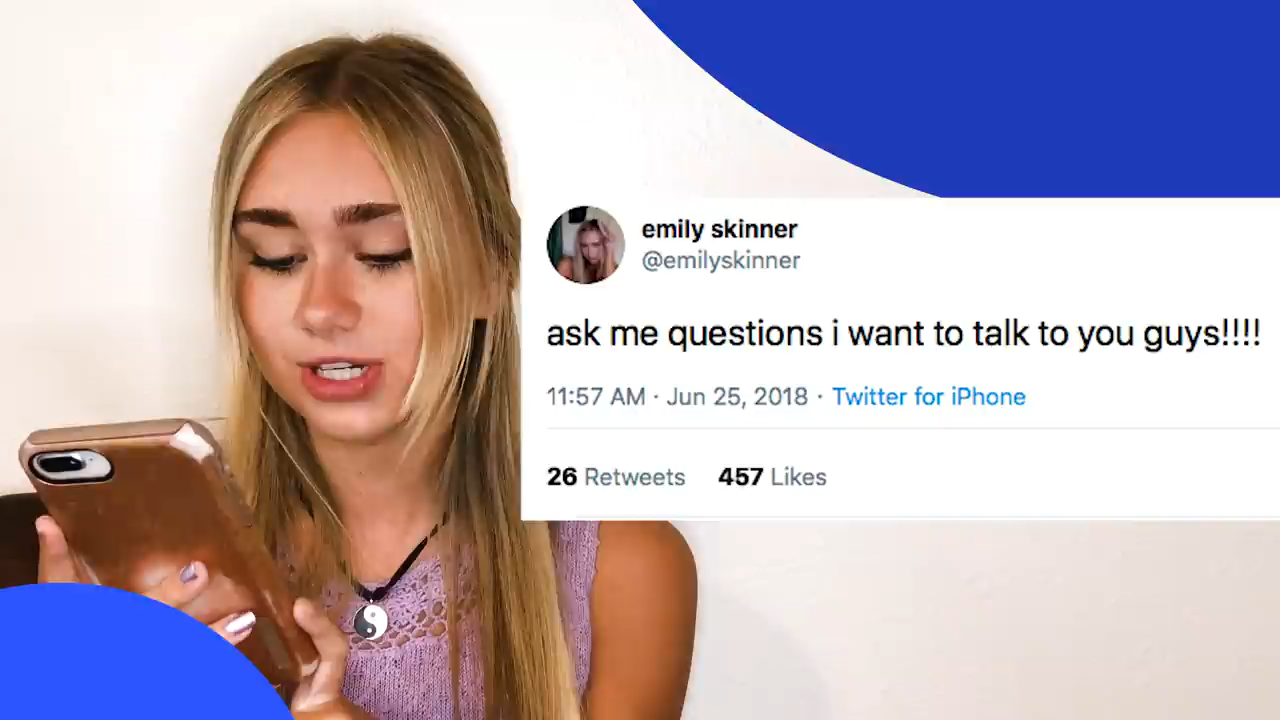 emily skinner
@emilyskinner
ask me questions i want to talk to you guys!!!!
11:57 AM · Jun 25, 2018 · Twitter for iPhone
26 Retweets 457 Likes